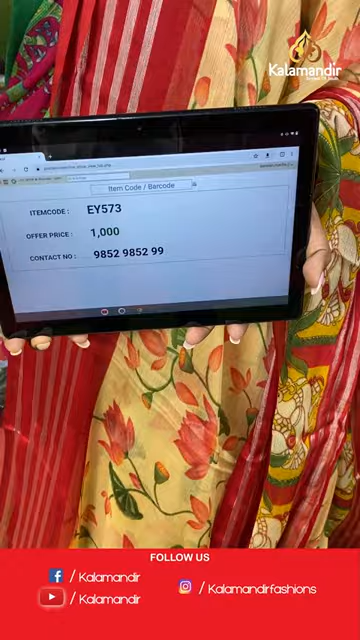 Kalamandir
Item Code / Barcode
ITEMCODE : EY573
OFFER PRICE : 1,000
CONTACT NO : 9852 9852 99
FOLLOW US
/ Kalamandir
/ Kalamandirfashions
/ Kalamandir